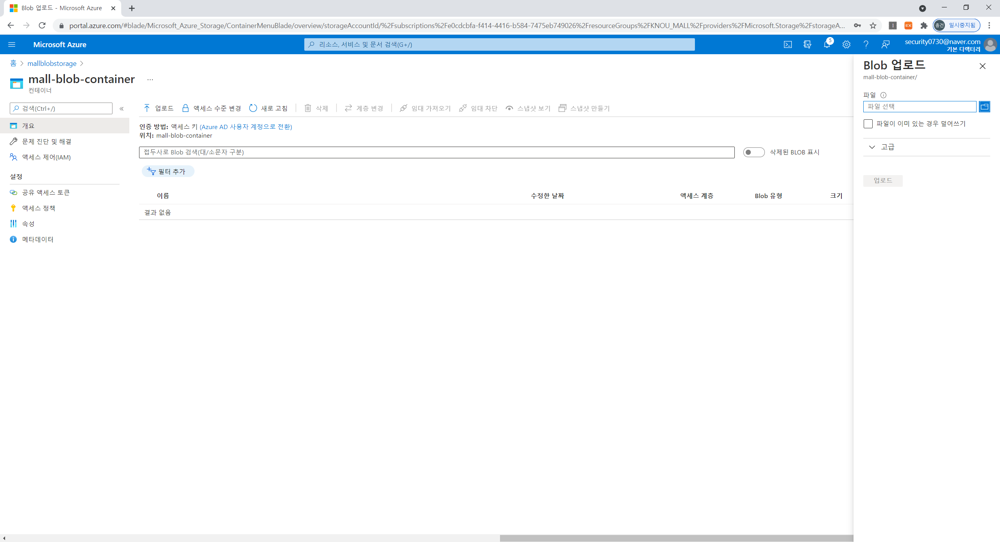 Blob 업로드 - Microsoft Azure
portal.azure.com/#blade/Microsoft_Azure_Storage/ContainerMenuBlade/overview/storageAccountId/%2Fsubscriptions%2Fe0cdcbfa-f414-4416-b584-7475eb749026%2FresourceGroups%2FKNOU_MALL%2Fproviders%2FMicrosoft.Storage%2FstorageA...
EX
충건 일시중지됨
Microsoft Azure
리소스, 서비스 및 문서 검색(G+/)
5
security0730@naver.com
기본 디렉터리
홈 > mallblobstorage >
mall-blob-container ...
컨테이너
검색(Ctrl+/) «
개요
문제 진단 및 해결
액세스 제어(IAM)
설정
공유 액세스 토큰
액세스 정책
속성
메타데이터
업로드 액세스 수준 변경 새로 고침 삭제 계층 변경 임대 가져오기 임대 차단 스냅샷 보기 스냅샷 만들기
인증 방법: 액세스 키 (Azure AD 사용자 계정으로 전환)
위치: mall-blob-container
접두사로 Blob 검색(대/소문자 구분)
삭제된 BLOB 표시
필터 추가
이름 수정한 날짜 액세스 계층 Blob 유형 크기
결과 없음
Blob 업로드
mall-blob-container/
파일
파일 선택
파일이 이미 있는 경우 덮어쓰기
고급
업로드